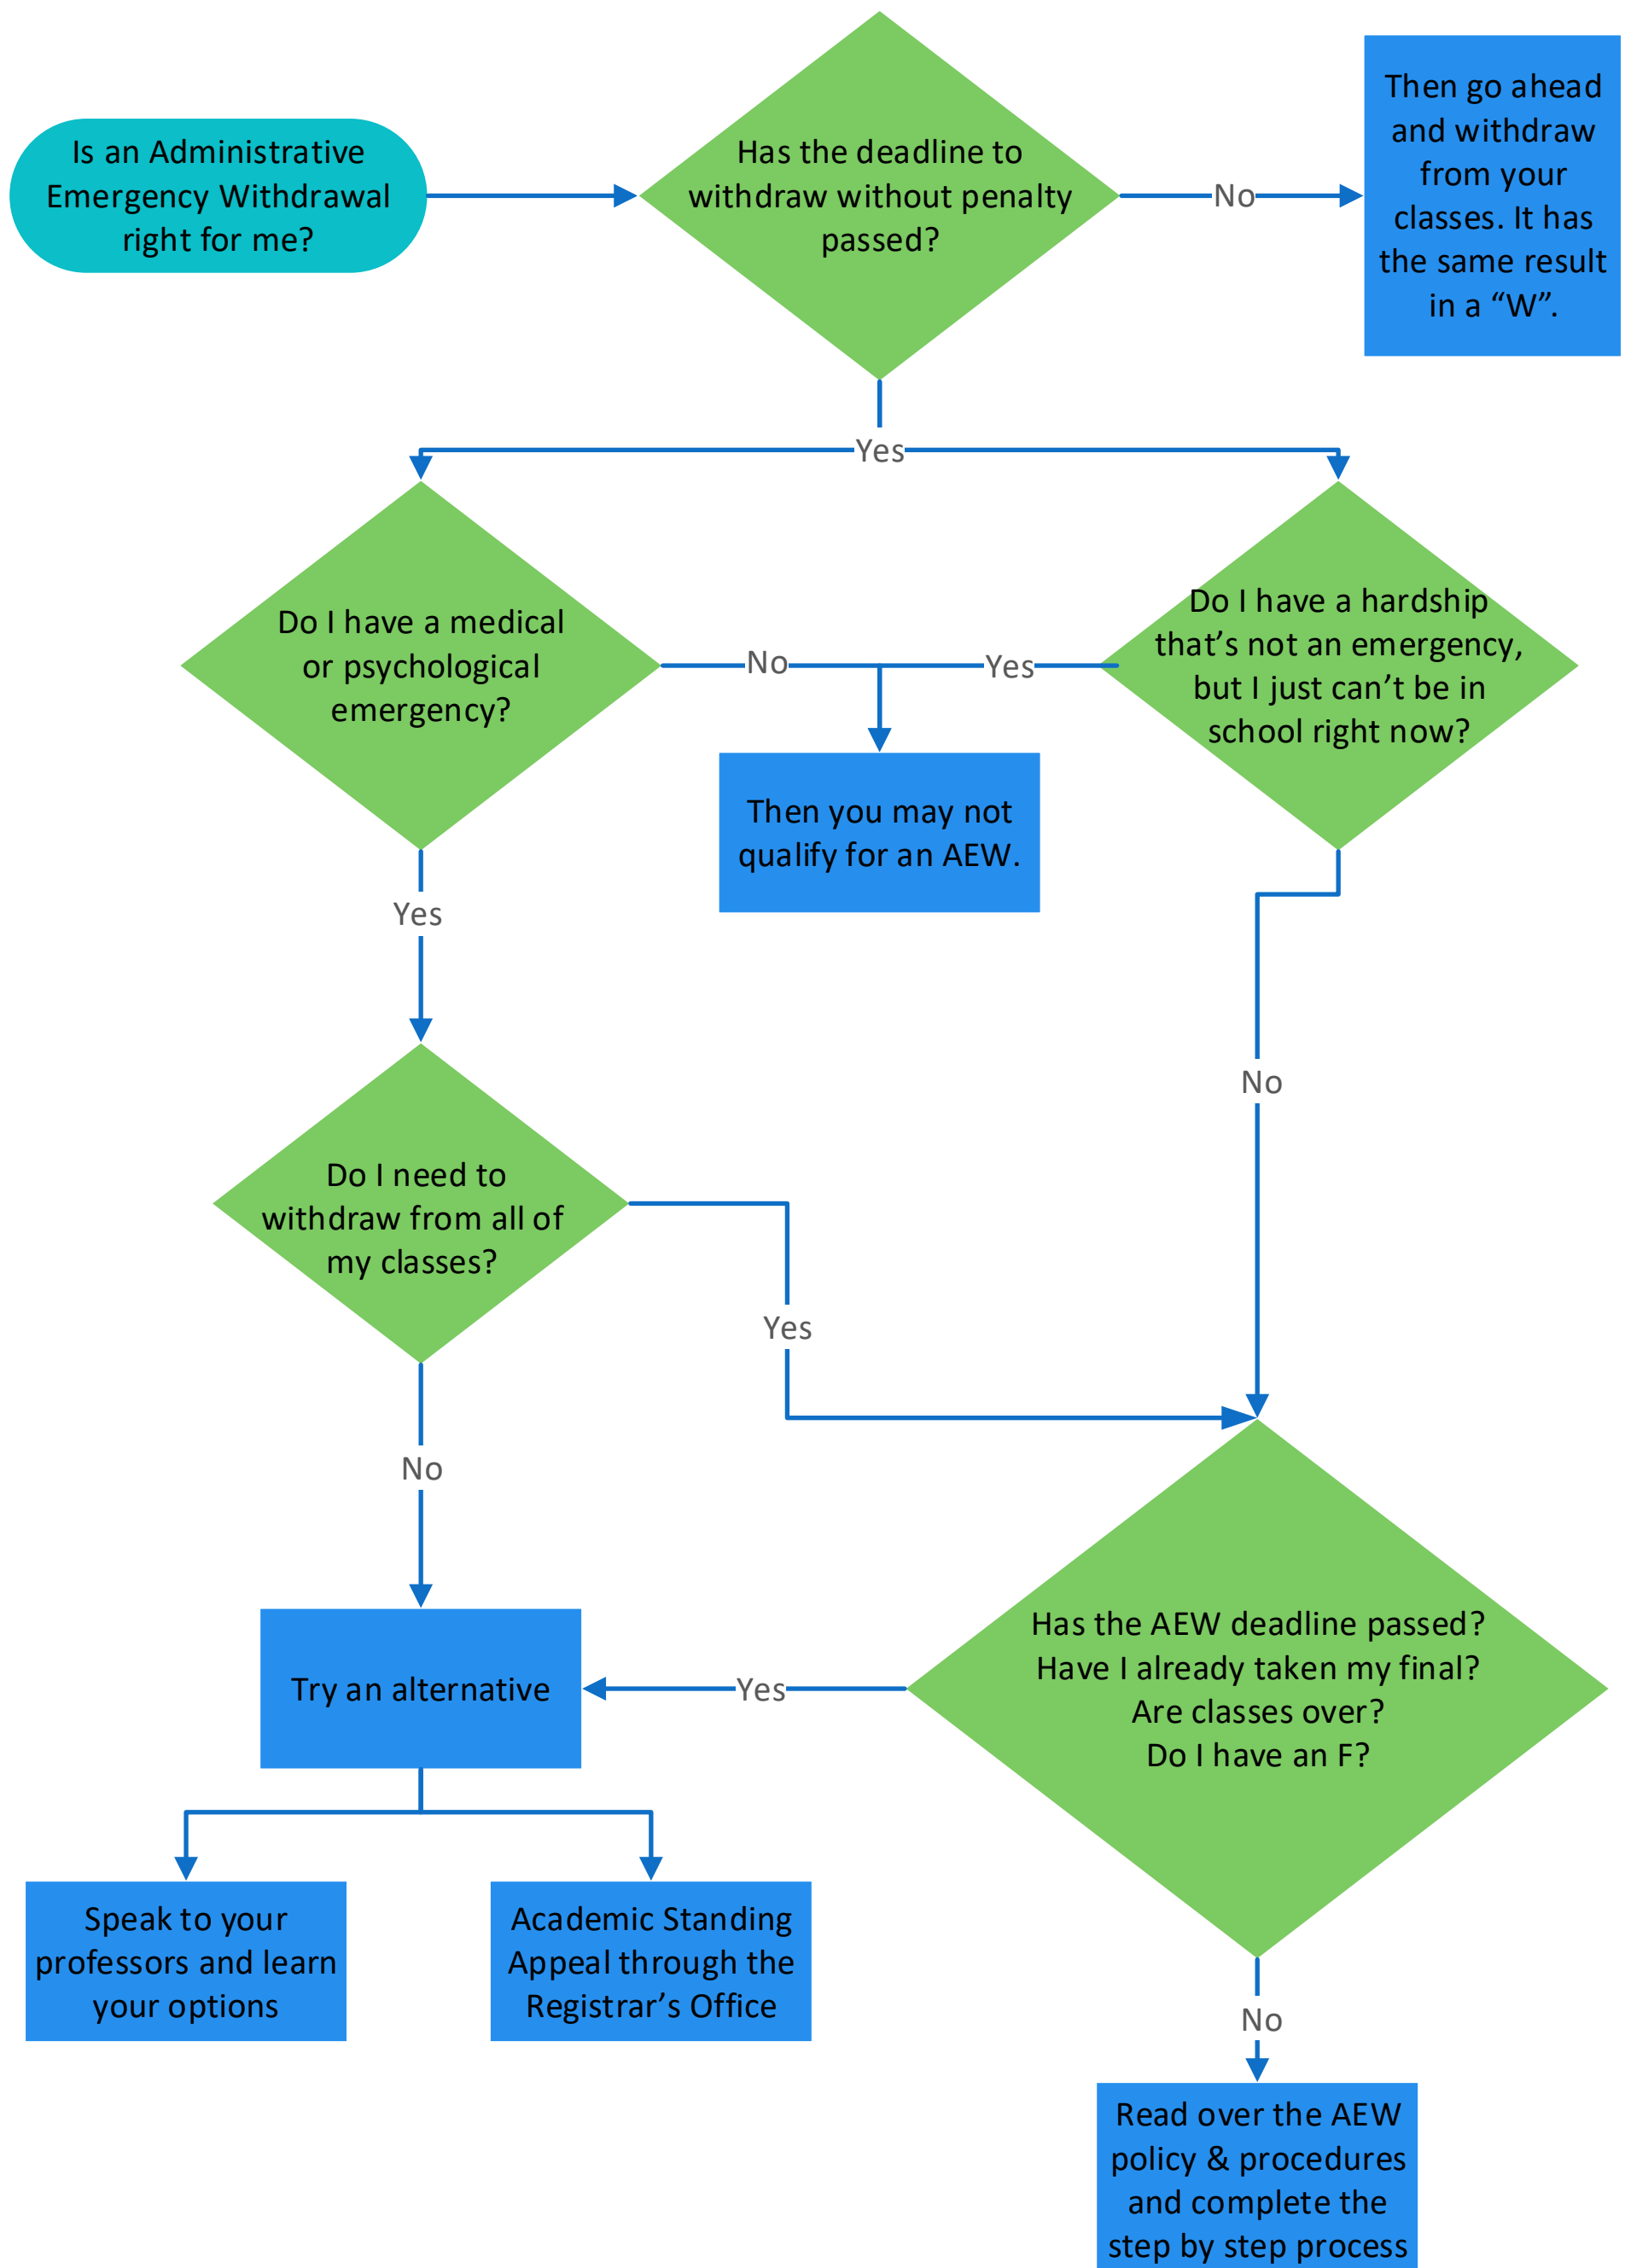 Is an Administrative
Emergency Withdrawal
right for me?
Has the deadline to
withdraw without penalty
passed?
No
Then go ahead
and withdraw
from your
classes. It has
the same result
in a “W”.
Yes
Do I have a medical
or psychological
emergency?
No
Yes
Do I have a hardship
that’s not an emergency,
but I just can’t be in
school right now?
Then you may not
qualify for an AEW.
Yes
No
Do I need to
withdraw from all of
my classes?
Yes
No
Has the AEW deadline passed?
Have I already taken my final?
Are classes over?
Do I have an F?
Yes
Try an alternative
Speak to your
professors and learn
your options
Academic Standing
Appeal through the
Registrar’s Office
No
Read over the AEW
policy & procedures
and complete the
step by step process